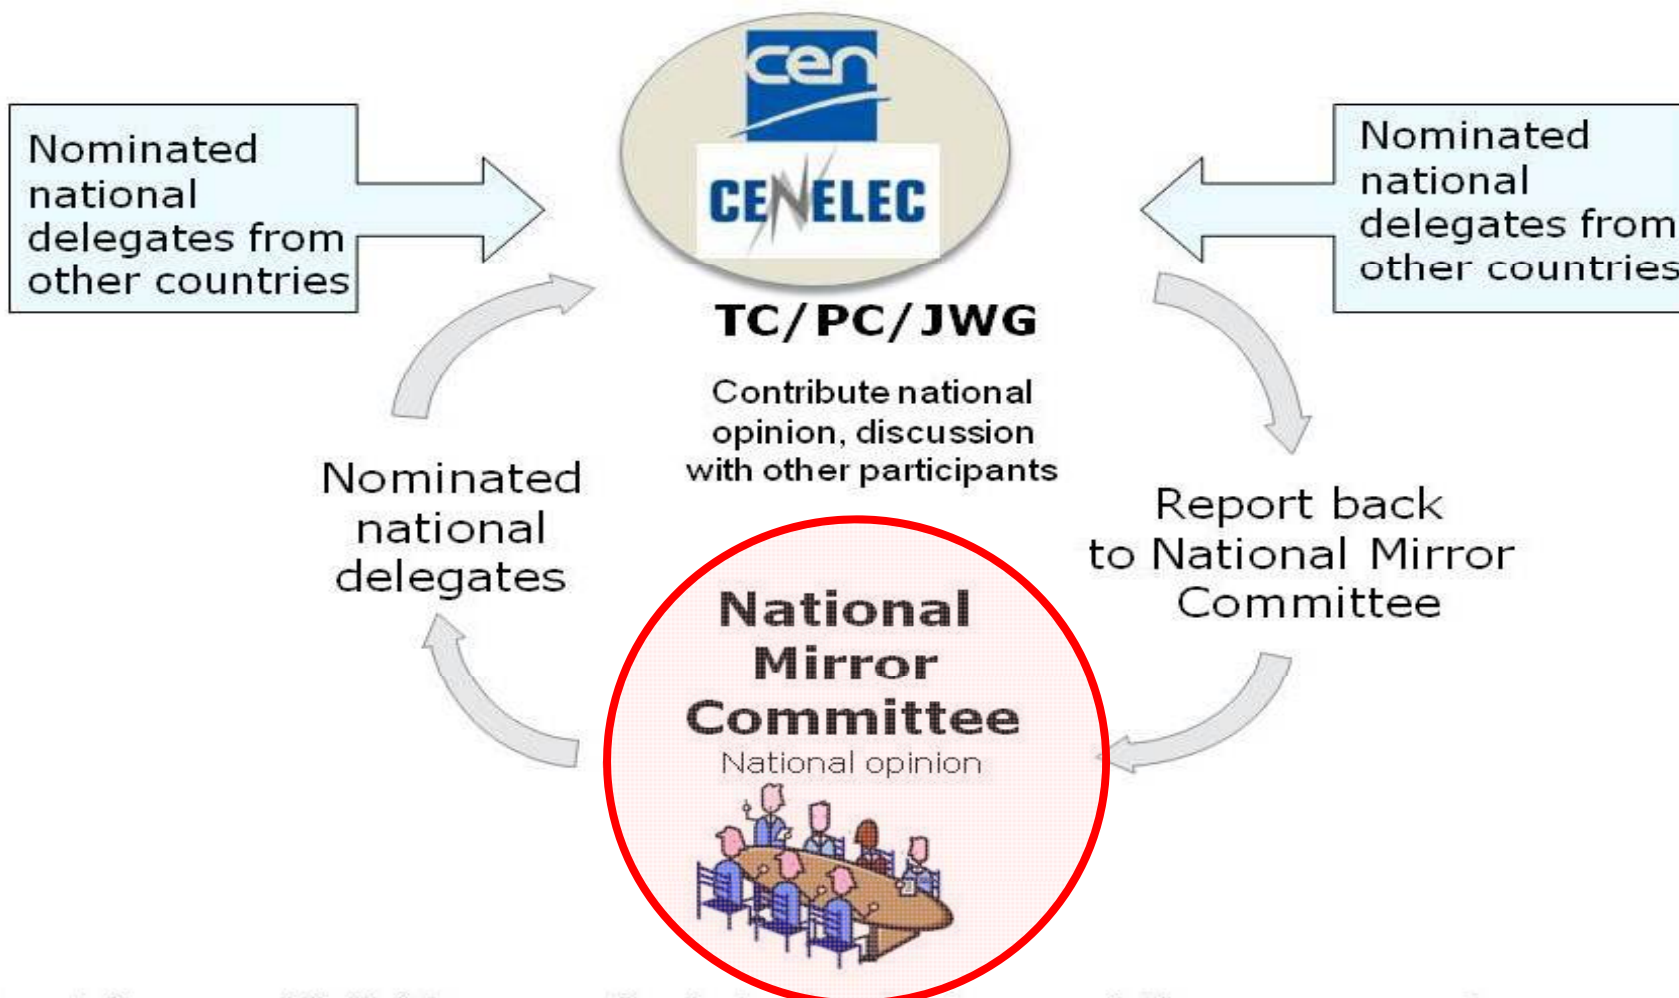 cen
CENELEC
Nominated
national
delegates from
other countries
Nominated
national
delegates from
other countries
TC/PC/JWG
Contribute national
opinion, discussion
with other participants
Nominated
national
delegates
Report back
to National Mirror
Committee
National
Mirror
Committee
National opinion